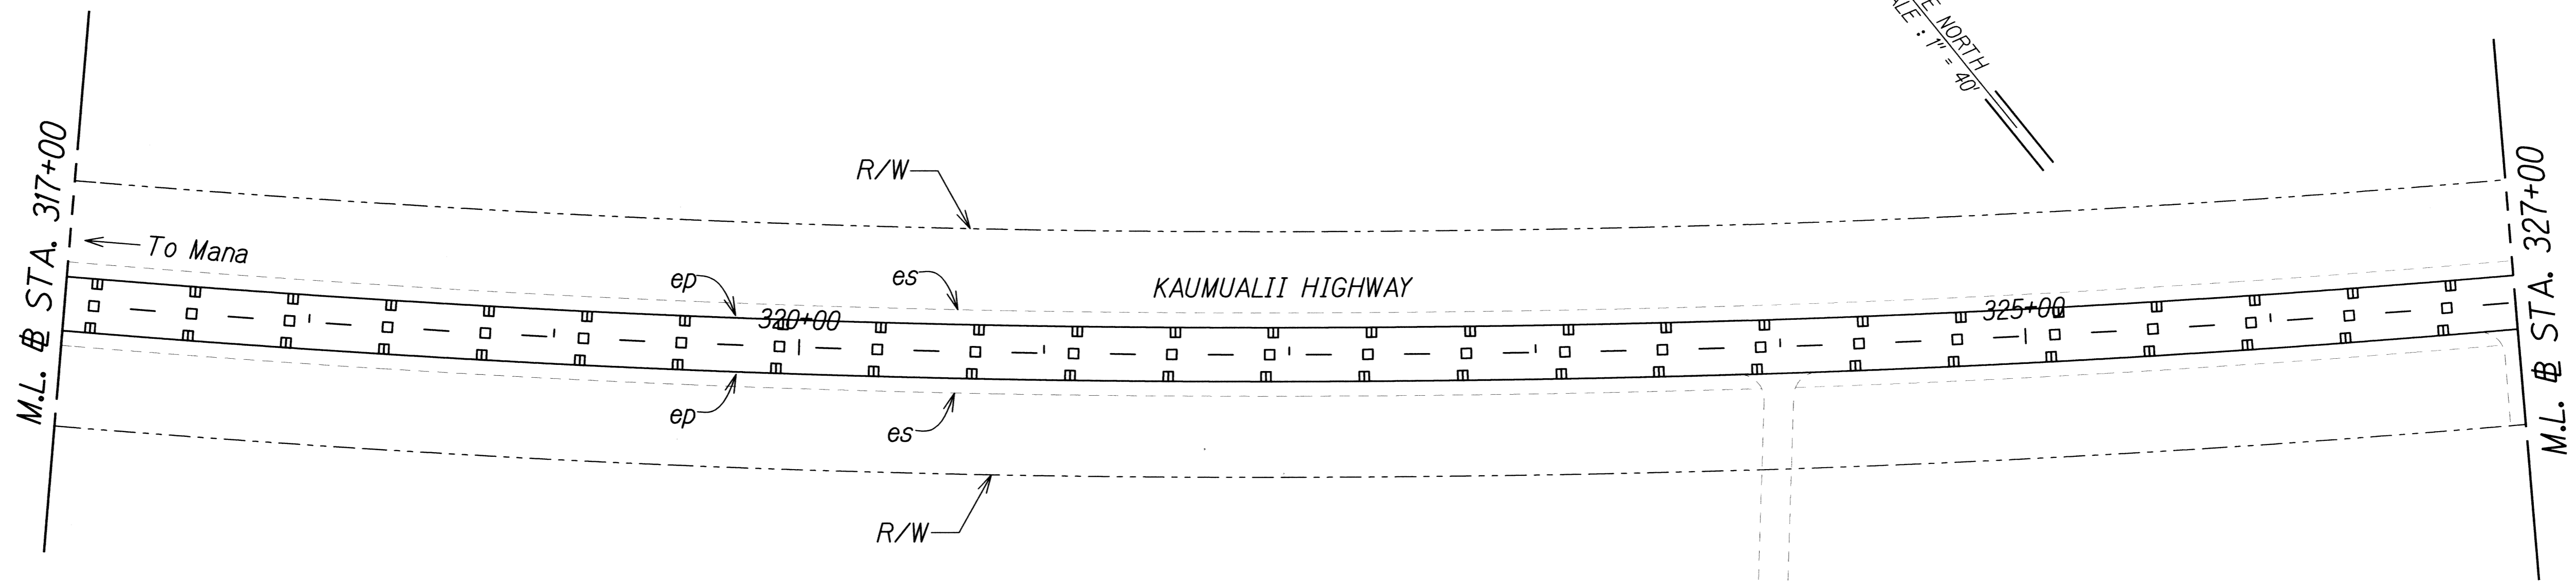 E NORTH
ALE : 1" = 40'
M.L. ℄ STA. 317+00
R/W
To Mana
ep
es
KAUMUALII HIGHWAY
320+00
325+00
ep
es
R/W
M.L. ℄ STA. 327+00